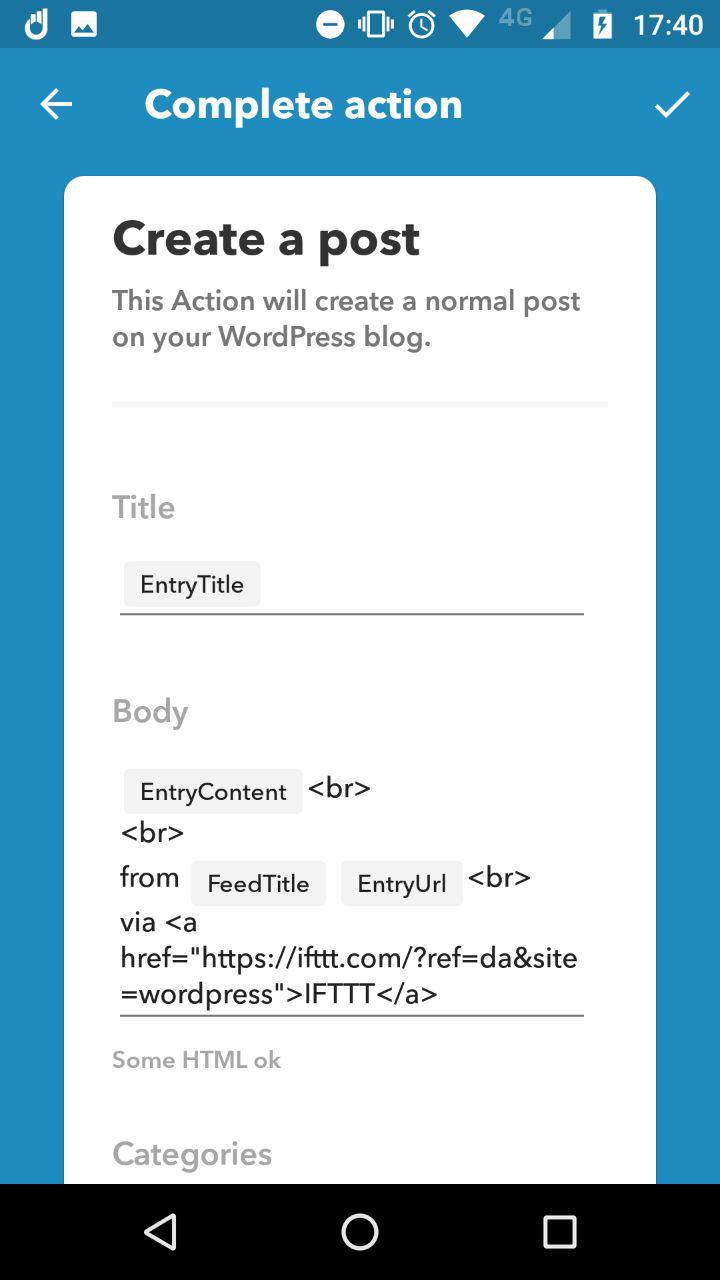 4G 17:40
Complete action
Create a post
This Action will create a normal post
on your WordPress blog.
Title
EntryTitle
Body
EntryContent <br>
<br>
from FeedTitle EntryUrl <br>
via <a
href="https://ifttt.com/?ref=da&site
=wordpress">IFTTT</a>
Some HTML ok
Categories